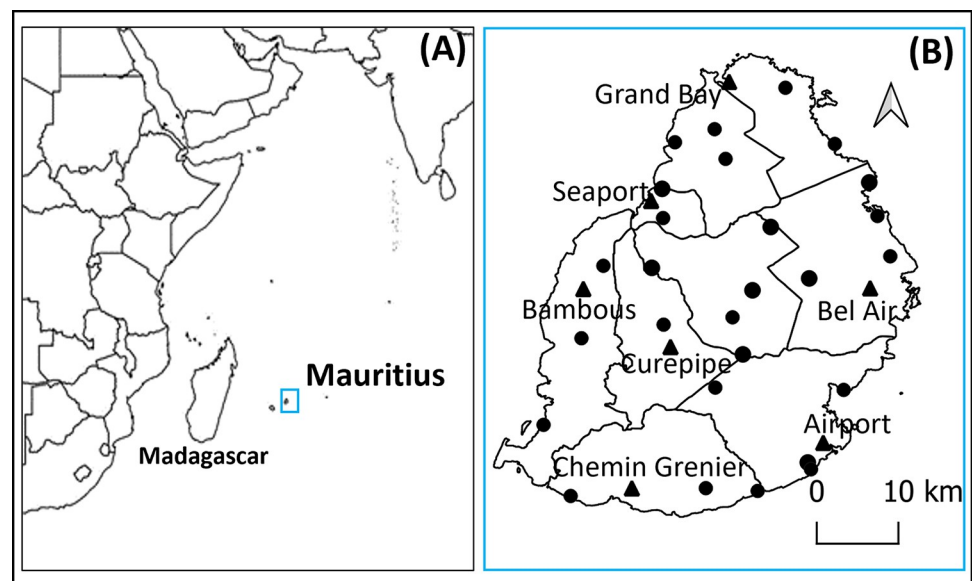 (A)
Mauritius
Madagascar
(B)
Grand Bay
Seaport
Bambous
Bel Air
Curepipe
Airport
Chemin Grenier
0 10 km